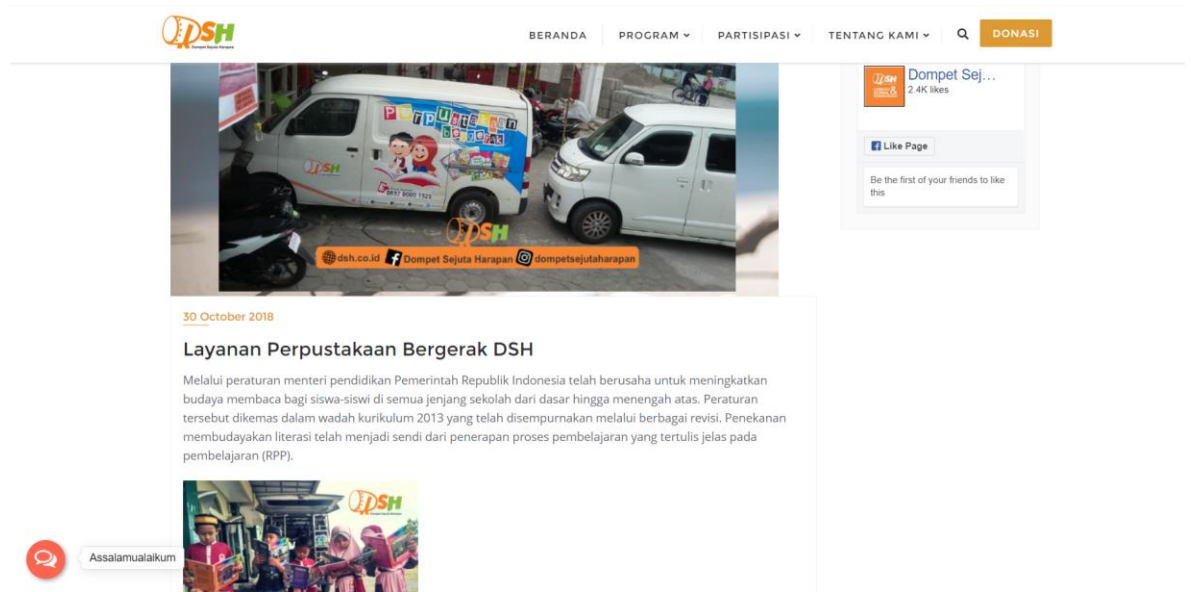 DSH
Dompet Sejuta Harapan
BERANDA
PROGRAM
PARTISIPASI
TENTANG KAMI
DONASI
Perpustakaan
bergerak
DSH
DSH
dsh.co.id Dompet Sejuta Harapan dompetsejutaharapan
Dompet Sej...
2.4K likes
Like Page
Be the first of your friends to like
this
30 October 2018
Layanan Perpustakaan Bergerak DSH
Melalui peraturan menteri pendidikan Pemerintah Republik Indonesia telah berusaha untuk meningkatkan
budaya membaca bagi siswa-siswi di semua jenjang sekolah dari dasar hingga menengah atas. Peraturan
tersebut dikemas dalam wadah kurikulum 2013 yang telah disempurnakan melalui berbagai revisi. Penekanan
membudayakan literasi telah menjadi sendi dari penerapan proses pembelajaran yang tertulis jelas pada
pembelajaran (RPP).
DSH
Assalamualaikum